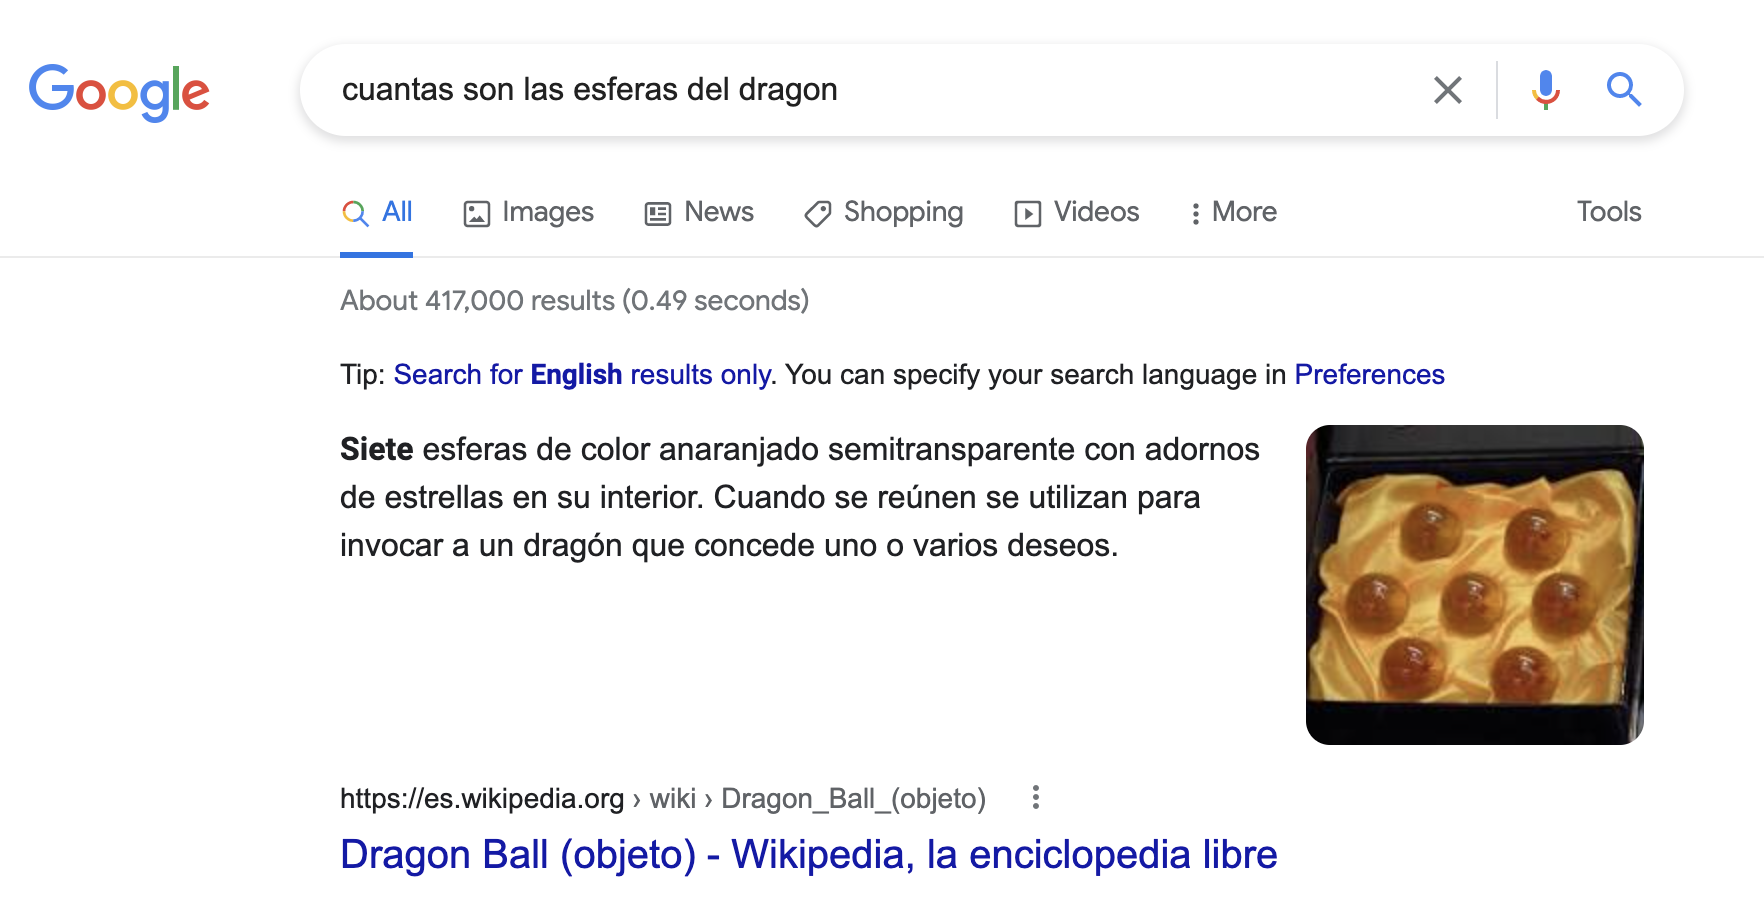 Google
cuantas son las esferas del dragon
All Images News Shopping Videos More Tools
About 417,000 results (0.49 seconds)
Tip: Search for English results only. You can specify your search language in Preferences
Siete esferas de color anaranjado semitransparente con adornos
de estrellas en su interior. Cuando se reúnen se utilizan para
invocar a un dragón que concede uno o varios deseos.
https://es.wikipedia.org › wiki › Dragon_Ball_(objeto)
Dragon Ball (objeto) - Wikipedia, la enciclopedia libre